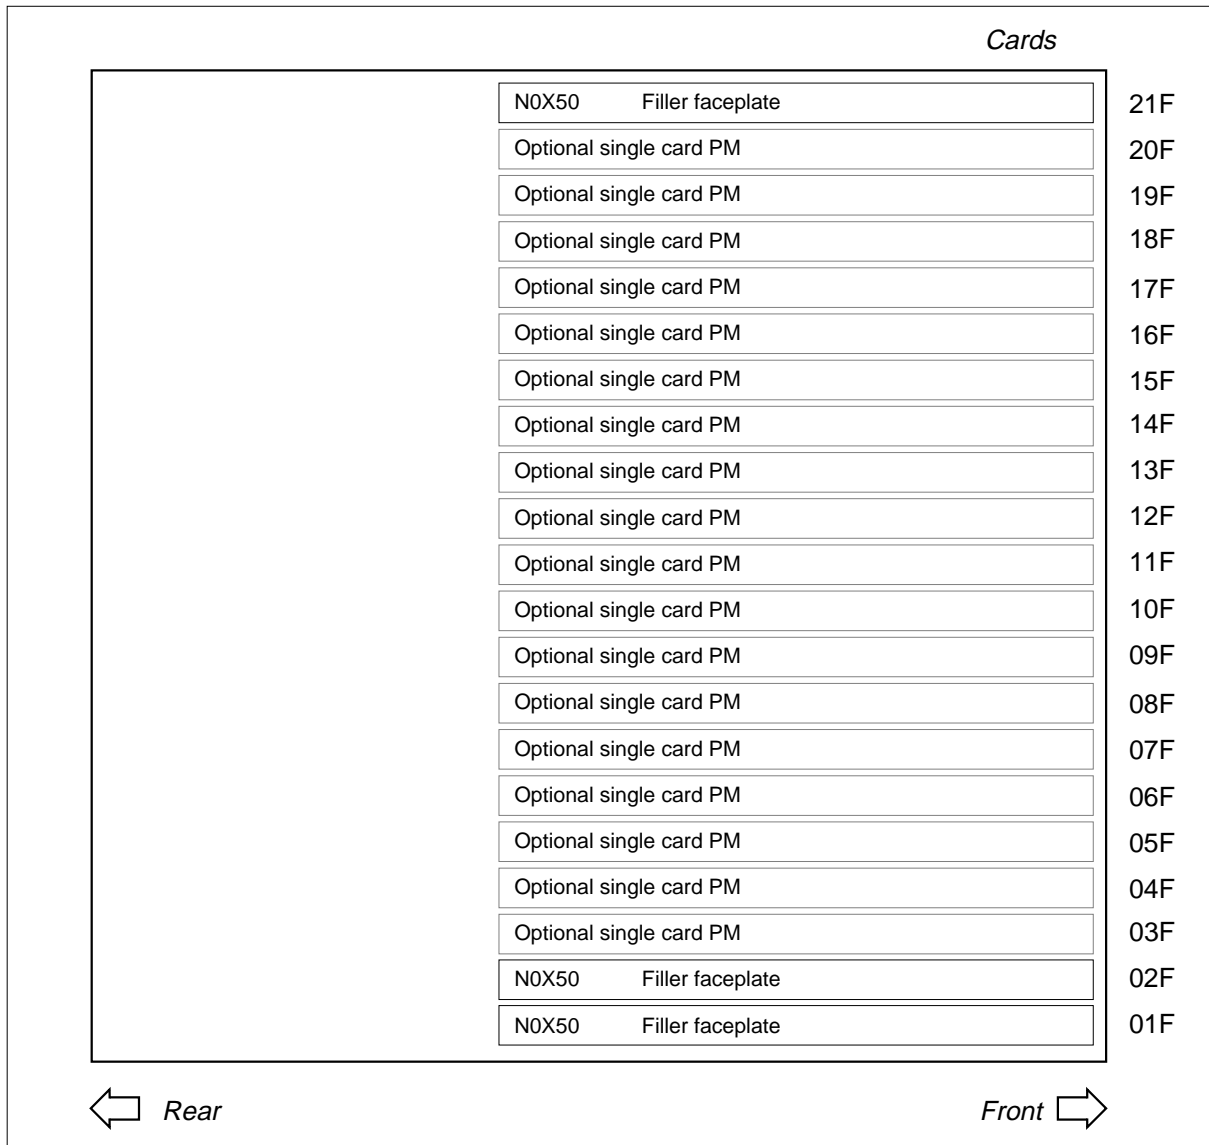 Cards
N0X50 Filler faceplate 21F
Optional single card PM 20F
Optional single card PM 19F
Optional single card PM 18F
Optional single card PM 17F
Optional single card PM 16F
Optional single card PM 15F
Optional single card PM 14F
Optional single card PM 13F
Optional single card PM 12F
Optional single card PM 11F
Optional single card PM 10F
Optional single card PM 09F
Optional single card PM 08F
Optional single card PM 07F
Optional single card PM 06F
Optional single card PM 05F
Optional single card PM 04F
Optional single card PM 03F
N0X50 Filler faceplate 02F
N0X50 Filler faceplate 01F
Rear Front